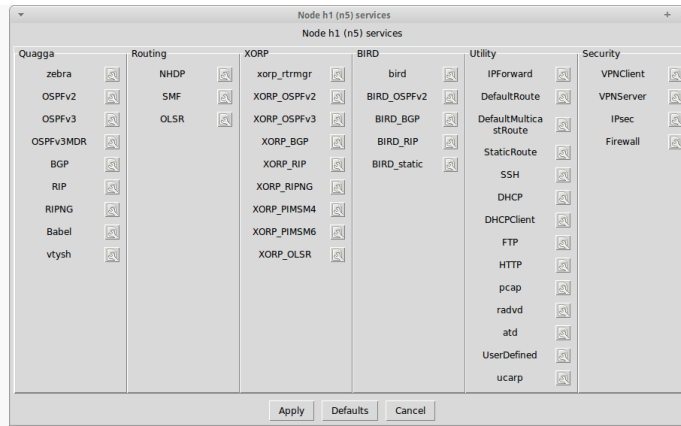 Node h1 (n5) services
Node h1 (n5) services
Quagga
zebra
OSPFv2
OSPFv3
OSPFv3MDR
BGP
RIP
RIPNG
Babel
vtysh
Routing
NHDP
SMF
OLSR
XORP
xorp_rtrmgr
XORP_OSPFv2
XORP_OSPFv3
XORP_BGP
XORP_RIP
XORP_RIPNG
XORP_PIMSM4
XORP_PIMSM6
XORP_OLSR
BIRD
bird
BIRD_OSPFv2
BIRD_BGP
BIRD_RIP
BIRD_static
Utility
IPForward
DefaultRoute
DefaultMultica
stRoute
StaticRoute
SSH
DHCP
DHCPClient
FTP
HTTP
pcap
radvd
atd
UserDefined
ucarp
Security
VPNClient
VPNServer
IPsec
Firewall
Apply
Defaults
Cancel